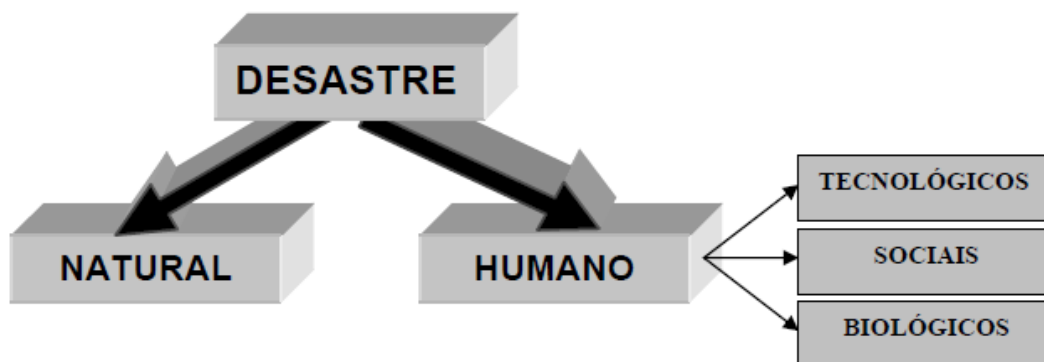 DESASTRE
NATURAL
HUMANO
TECNOLÓGICOS
SOCIAIS
BIOLÓGICOS